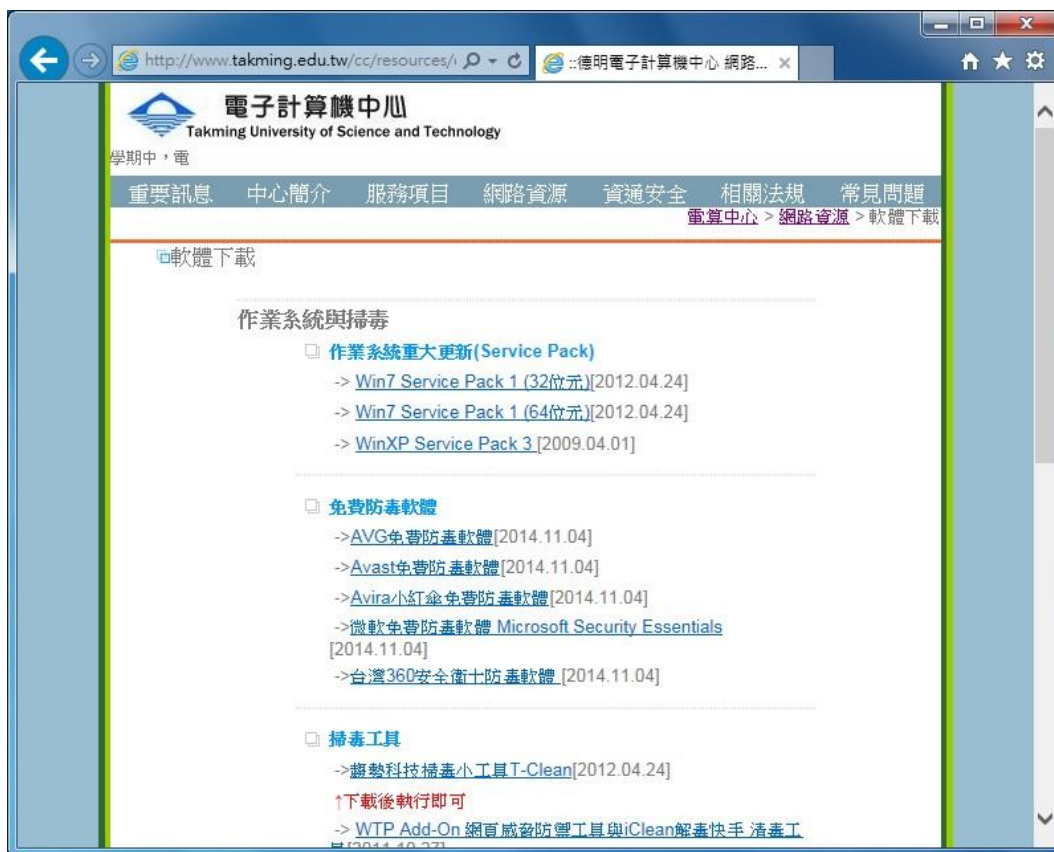 http://www.takming.edu.tw/cc/resources/
::德明電子計算機中心 網路...
電子計算機中心
Takming University of Science and Technology
學期中,電
重要訊息 中心簡介 服務項目 網路資源 資通安全 相關法規 常見問題
電算中心 > 網路資源 > 軟體下載
軟體下載
作業系統與掃毒
作業系統重大更新(Service Pack)
-> Win7 Service Pack 1 (32位元)[2012.04.24]
-> Win7 Service Pack 1 (64位元)[2012.04.24]
-> WinXP Service Pack 3 [2009.04.01]
免費防毒軟體
->AVG免費防毒軟體[2014.11.04]
->Avast免費防毒軟體[2014.11.04]
->Avira小紅傘免費防毒軟體[2014.11.04]
->微軟免費防毒軟體 Microsoft Security Essentials
[2014.11.04]
->台灣360安全衛士防毒軟體 [2014.11.04]
掃毒工具
->趨勢科技掃毒小工具T-Clean[2012.04.24]
↑下載後執行即可
-> WTP Add-On 網頁威脅防禦工具與iClean解毒快手 清毒工
具[2011.10.27]